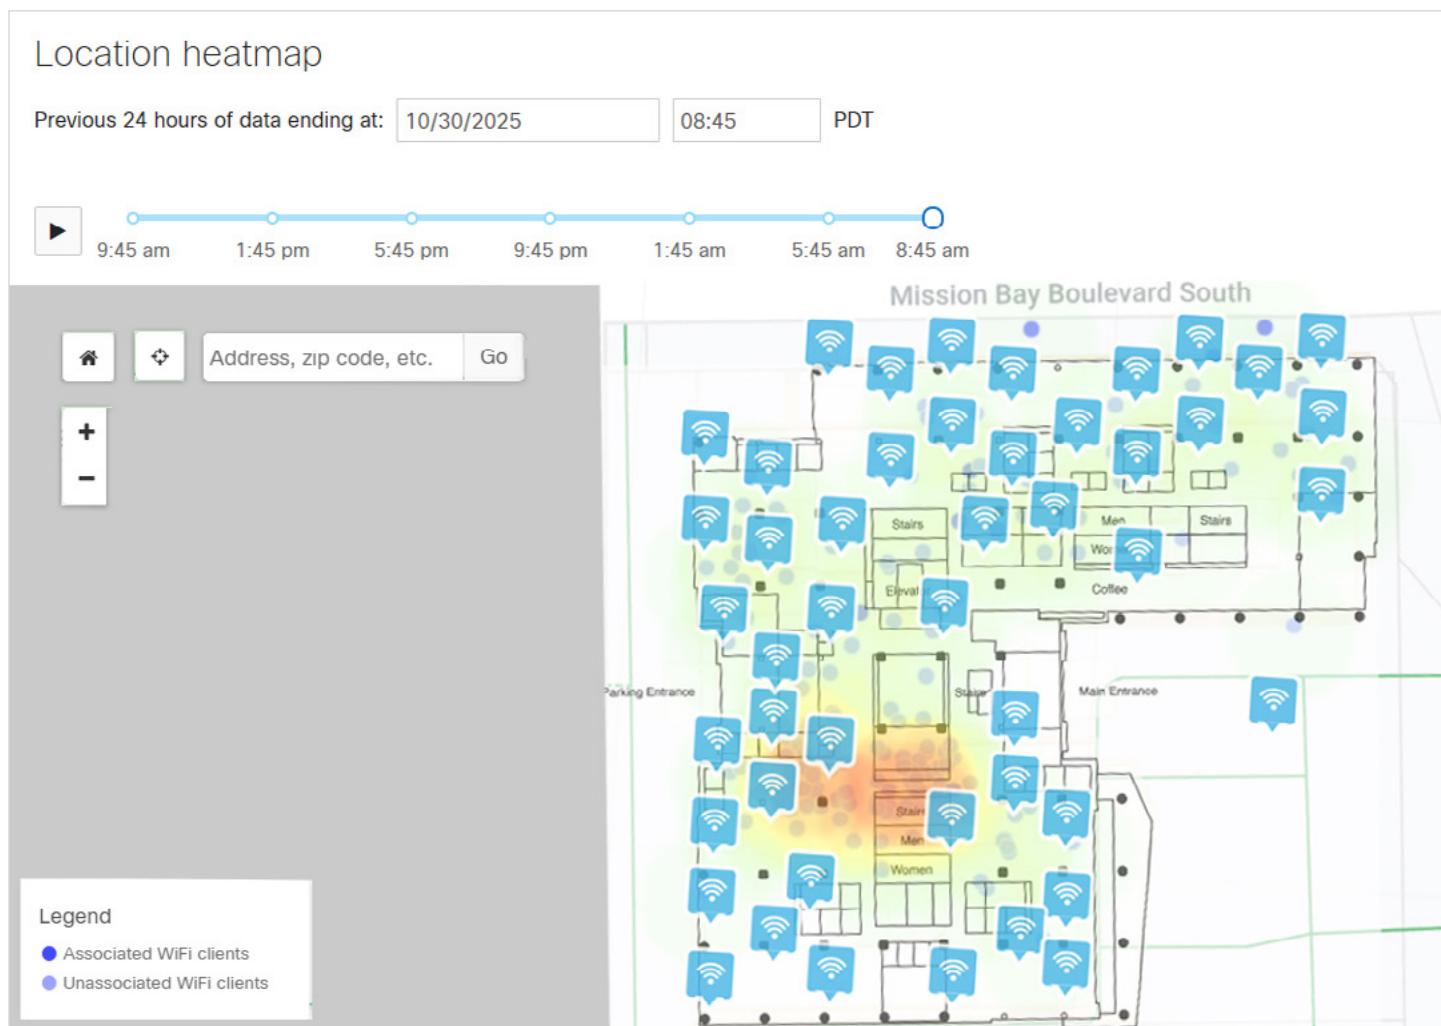 Location heatmap
Previous 24 hours of data ending at: 10/30/2025 08:45 PDT
9:45 am 1:45 pm 5:45 pm 9:45 pm 1:45 am 5:45 am 8:45 am
Mission Bay Boulevard South
Address, zip code, etc. Go
+
−
Stairs Men Stairs
Coffee
Parking Entrance Main Entrance
Men
Women
Legend
Associated WiFi clients
Unassociated WiFi clients